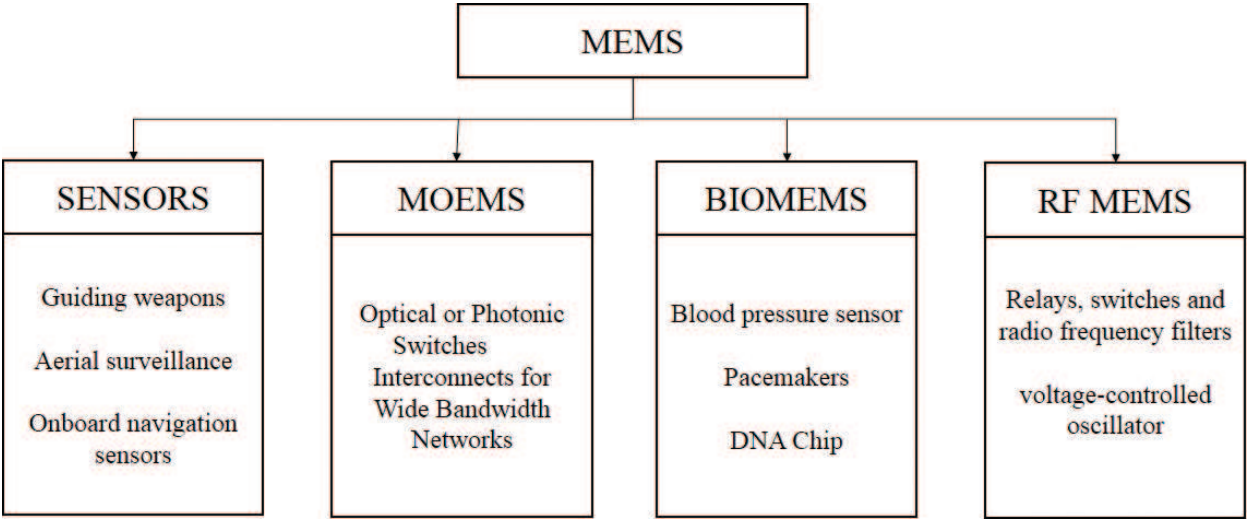 MEMS
SENSORS
Guiding weapons
Aerial surveillance
Onboard navigation
sensors
MOEMS
Optical or Photonic
Switches
Interconnects for
Wide Bandwidth
Networks
BIOMEMS
Blood pressure sensor
Pacemakers
DNA Chip
RF MEMS
Relays, switches and
radio frequency filters
voltage-controlled
oscillator